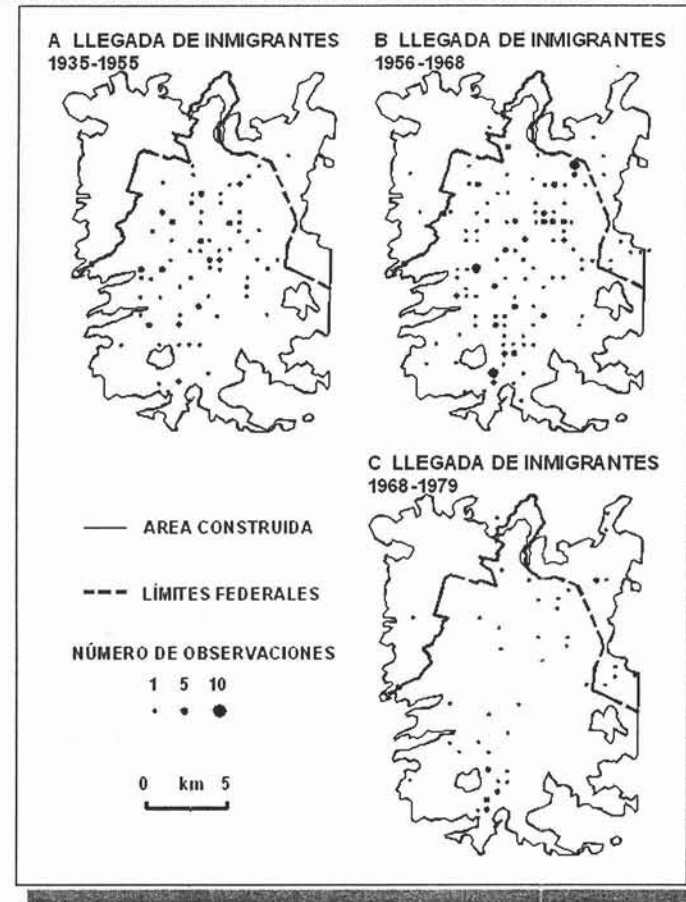 A LLEGADA DE INMIGRANTES
1935-1955
B LLEGADA DE INMIGRANTES
1956-1968
C LLEGADA DE INMIGRANTES
1968-1979
AREA CONSTRUIDA
LÍMITES FEDERALES
NÚMERO DE OBSERVACIONES
1 5 10
0 km 5